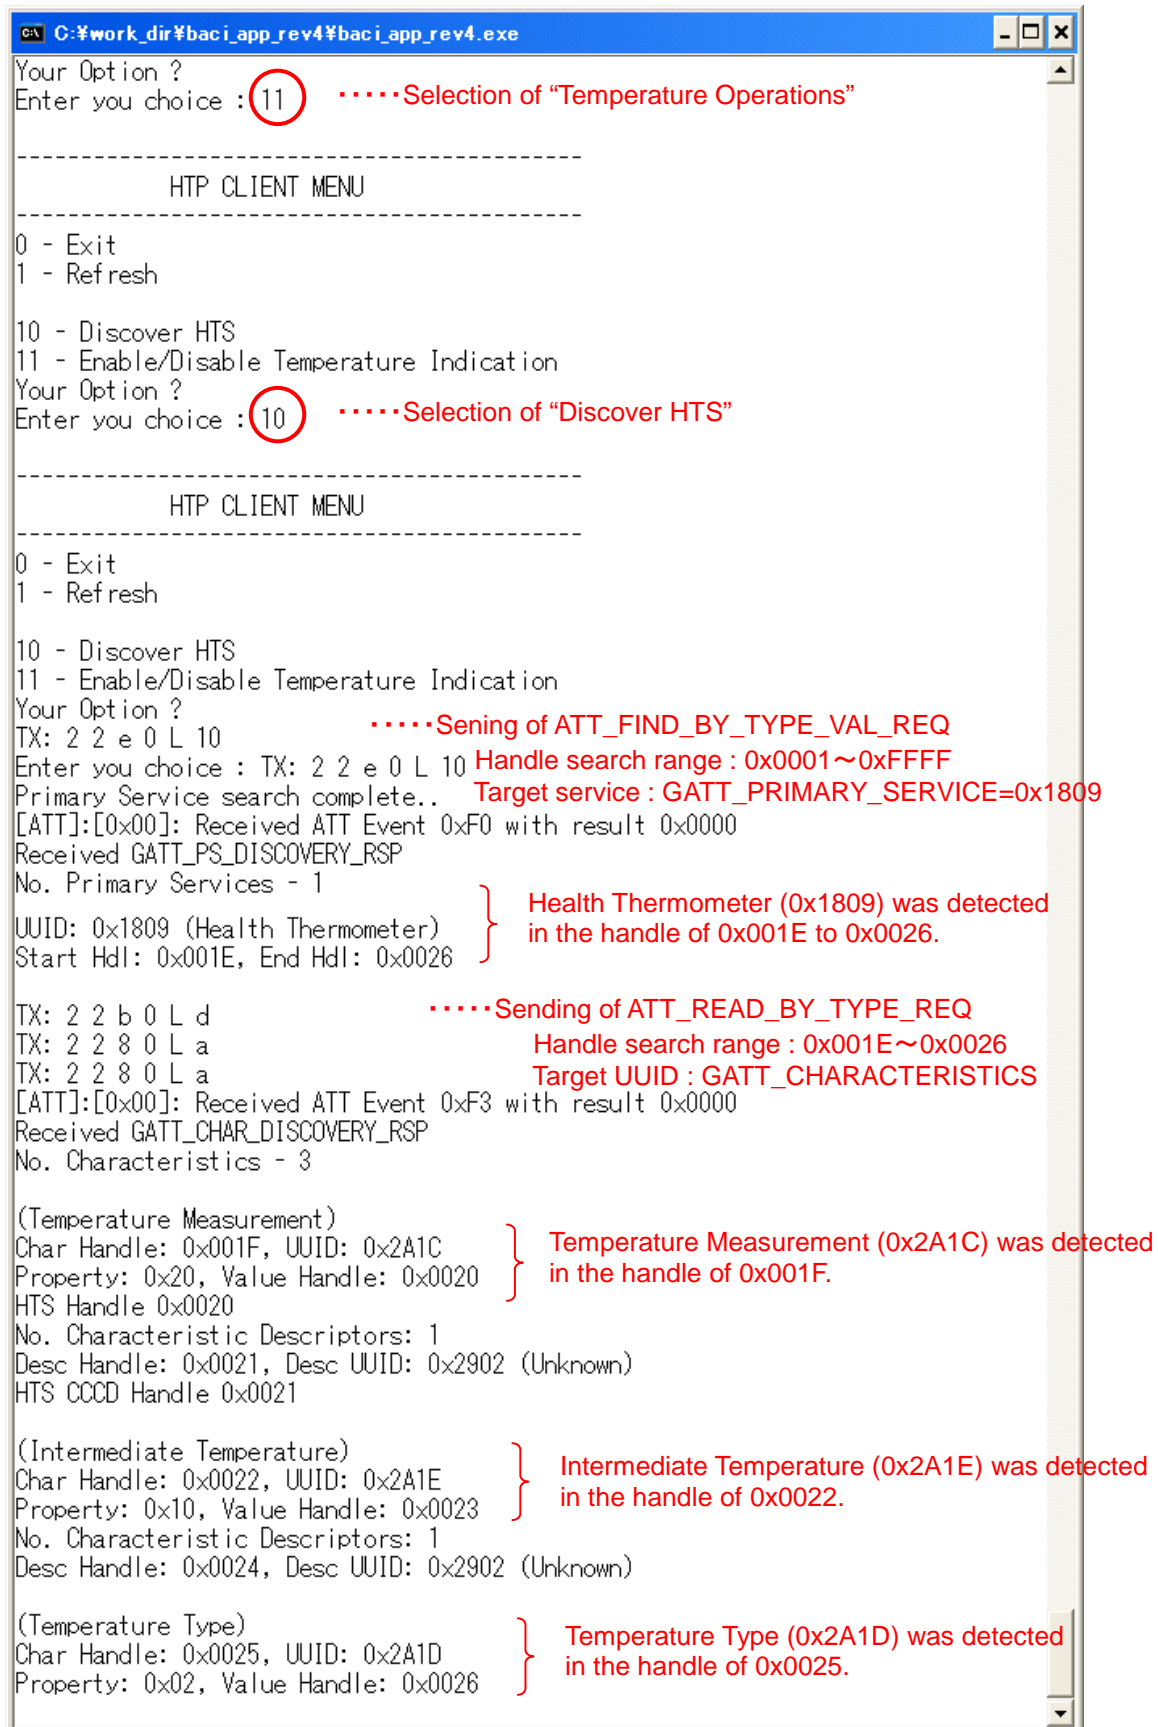 C:¥work_dir¥baci_app_rev4¥baci_app_rev4.exe
Your Option ?
Enter you choice : 11 ・・・・・Selection of “Temperature Operations”
--------------------------------------------
HTP CLIENT MENU
--------------------------------------------
0 - Exit
1 - Refresh
10 - Discover HTS
11 - Enable/Disable Temperature Indication
Your Option ?
Enter you choice : 10 ・・・・・Selection of “Discover HTS”
--------------------------------------------
HTP CLIENT MENU
--------------------------------------------
0 - Exit
1 - Refresh
10 - Discover HTS
11 - Enable/Disable Temperature Indication
Your Option ?
TX: 2 2 e 0 L 10 ・・・・・Sening of ATT_FIND_BY_TYPE_VAL_REQ
Enter you choice : TX: 2 2 e 0 L 10 Handle search range : 0x0001～0xFFFF
Primary Service search complete.. Target service : GATT_PRIMARY_SERVICE=0x1809
[ATT]:[0x00]: Received ATT Event 0xF0 with result 0x0000
Received GATT_PS_DISCOVERY_RSP
No. Primary Services - 1
UUID: 0x1809 (Health Thermometer) Health Thermometer (0x1809) was detected
Start Hdl: 0x001E, End Hdl: 0x0026 in the handle of 0x001E to 0x0026.
TX: 2 2 b 0 L d ・・・・・Sending of ATT_READ_BY_TYPE_REQ
TX: 2 2 8 0 L a Handle search range : 0x001E～0x0026
TX: 2 2 8 0 L a Target UUID : GATT_CHARACTERISTICS
[ATT]:[0x00]: Received ATT Event 0xF3 with result 0x0000
Received GATT_CHAR_DISCOVERY_RSP
No. Characteristics - 3
(Temperature Measurement)
Char Handle: 0x001F, UUID: 0x2A1C Temperature Measurement (0x2A1C) was detected
Property: 0x20, Value Handle: 0x0020 in the handle of 0x001F.
HTS Handle 0x0020
No. Characteristic Descriptors: 1
Desc Handle: 0x0021, Desc UUID: 0x2902 (Unknown)
HTS CCCD Handle 0x0021
(Intermediate Temperature)
Char Handle: 0x0022, UUID: 0x2A1E Intermediate Temperature (0x2A1E) was detected
Property: 0x10, Value Handle: 0x0023 in the handle of 0x0022.
No. Characteristic Descriptors: 1
Desc Handle: 0x0024, Desc UUID: 0x2902 (Unknown)
(Temperature Type)
Char Handle: 0x0025, UUID: 0x2A1D Temperature Type (0x2A1D) was detected
Property: 0x02, Value Handle: 0x0026 in the handle of 0x0025.